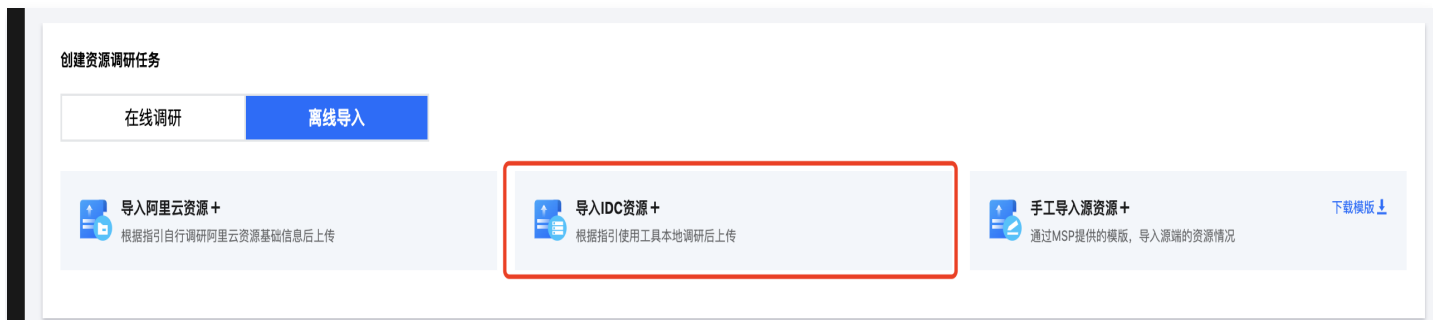 创建资源调研任务
在线调研
离线导入
导入阿里云资源+
根据指引自行调研阿里云资源基础信息后上传
导入IDC资源+
根据指引使用工具本地调研后上传
手工导入源资源+
下载模版
通过MSP提供的模版，导入源端的资源情况